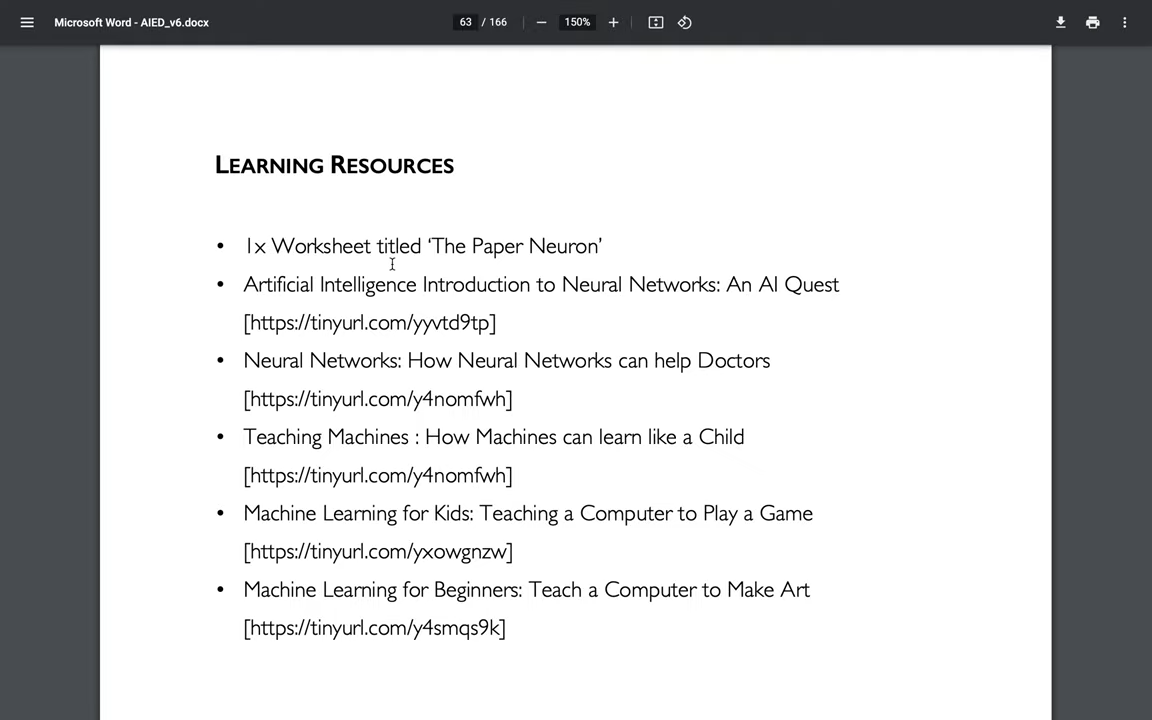 Microsoft Word - AIED_v6.docx
63 / 166
150%
LEARNING RESOURCES
• 1x Worksheet titled ‘The Paper Neuron’
• Artificial Intelligence Introduction to Neural Networks: An AI Quest
[https://tinyurl.com/yyvtd9tp]
• Neural Networks: How Neural Networks can help Doctors
[https://tinyurl.com/y4nomfwh]
• Teaching Machines : How Machines can learn like a Child
[https://tinyurl.com/y4nomfwh]
• Machine Learning for Kids: Teaching a Computer to Play a Game
[https://tinyurl.com/yxowgnzw]
• Machine Learning for Beginners: Teach a Computer to Make Art
[https://tinyurl.com/y4smqs9k]